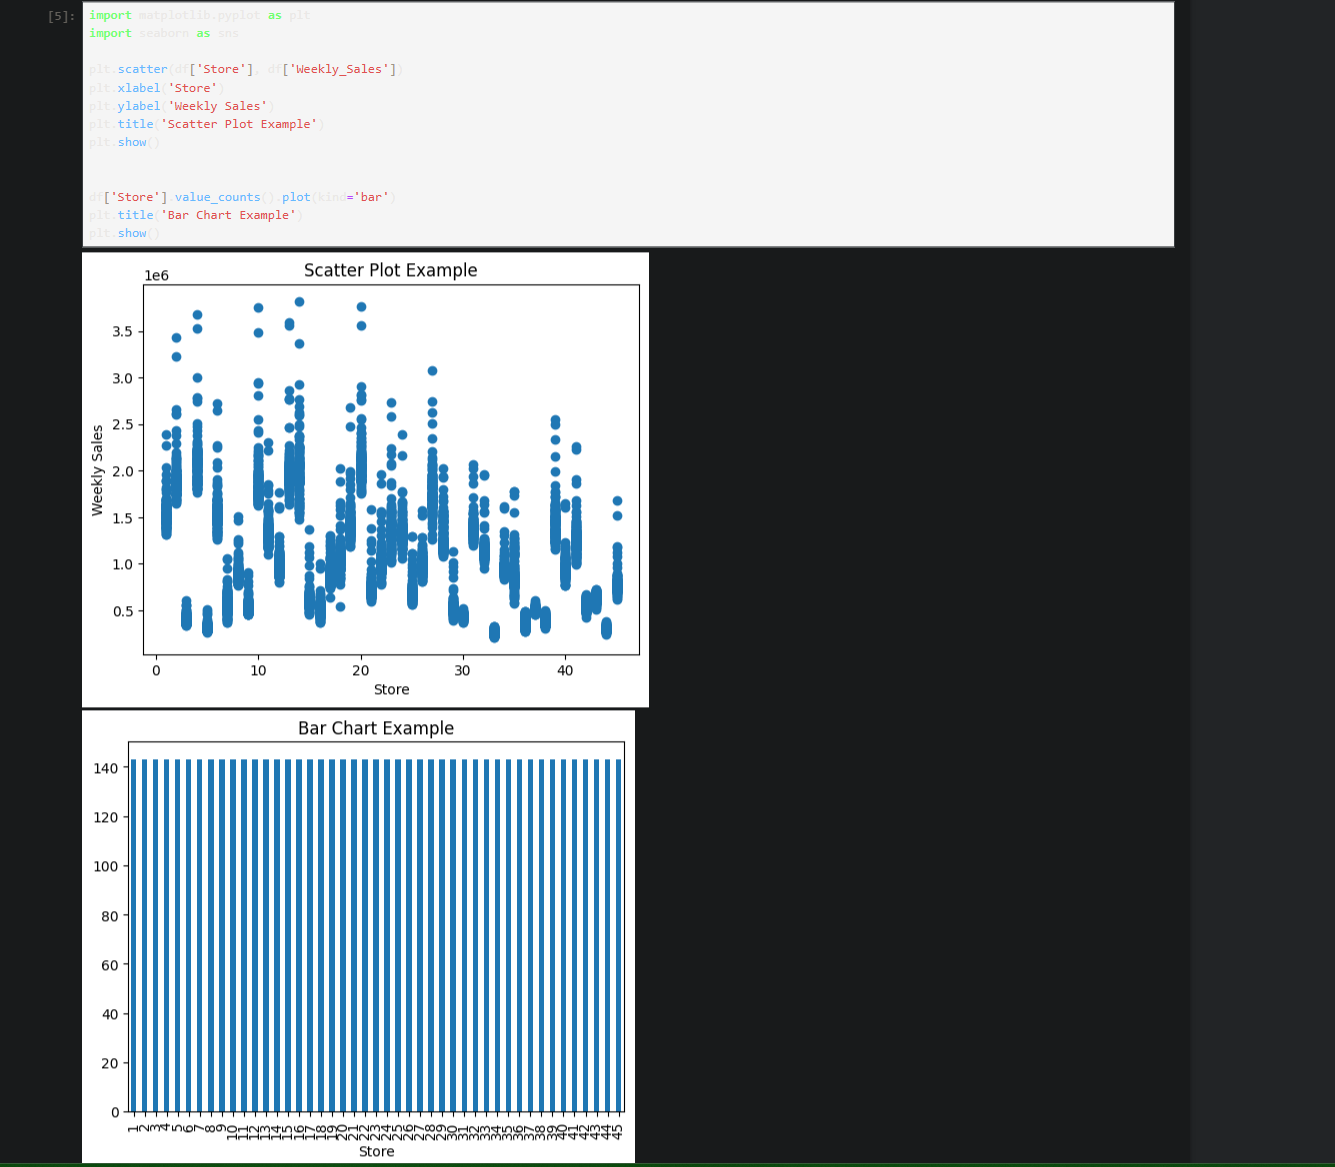 [5]:
import matplotlib.pyplot as plt
import seaborn as sns
plt.scatter(df['Store'], df['Weekly_Sales'])
plt.xlabel('Store')
plt.ylabel('Weekly Sales')
plt.title('Scatter Plot Example')
plt.show()
df['Store'].value_counts().plot(kind='bar')
plt.title('Bar Chart Example')
plt.show()
Scatter Plot Example
1e6
3.5
3.0
2.5
2.0
1.5
1.0
0.5
Weekly Sales
0 10 20 30 40
Store
Bar Chart Example
140
120
100
80
60
40
20
0
1 2 3 4 5 6 7 8 9 10 11 12 13 14 15 16 17 18 19 20 21 22 23 24 25 26 27 28 29 30 31 32 33 34 35 36 37 38 39 40 41 42 43 44 45
Store